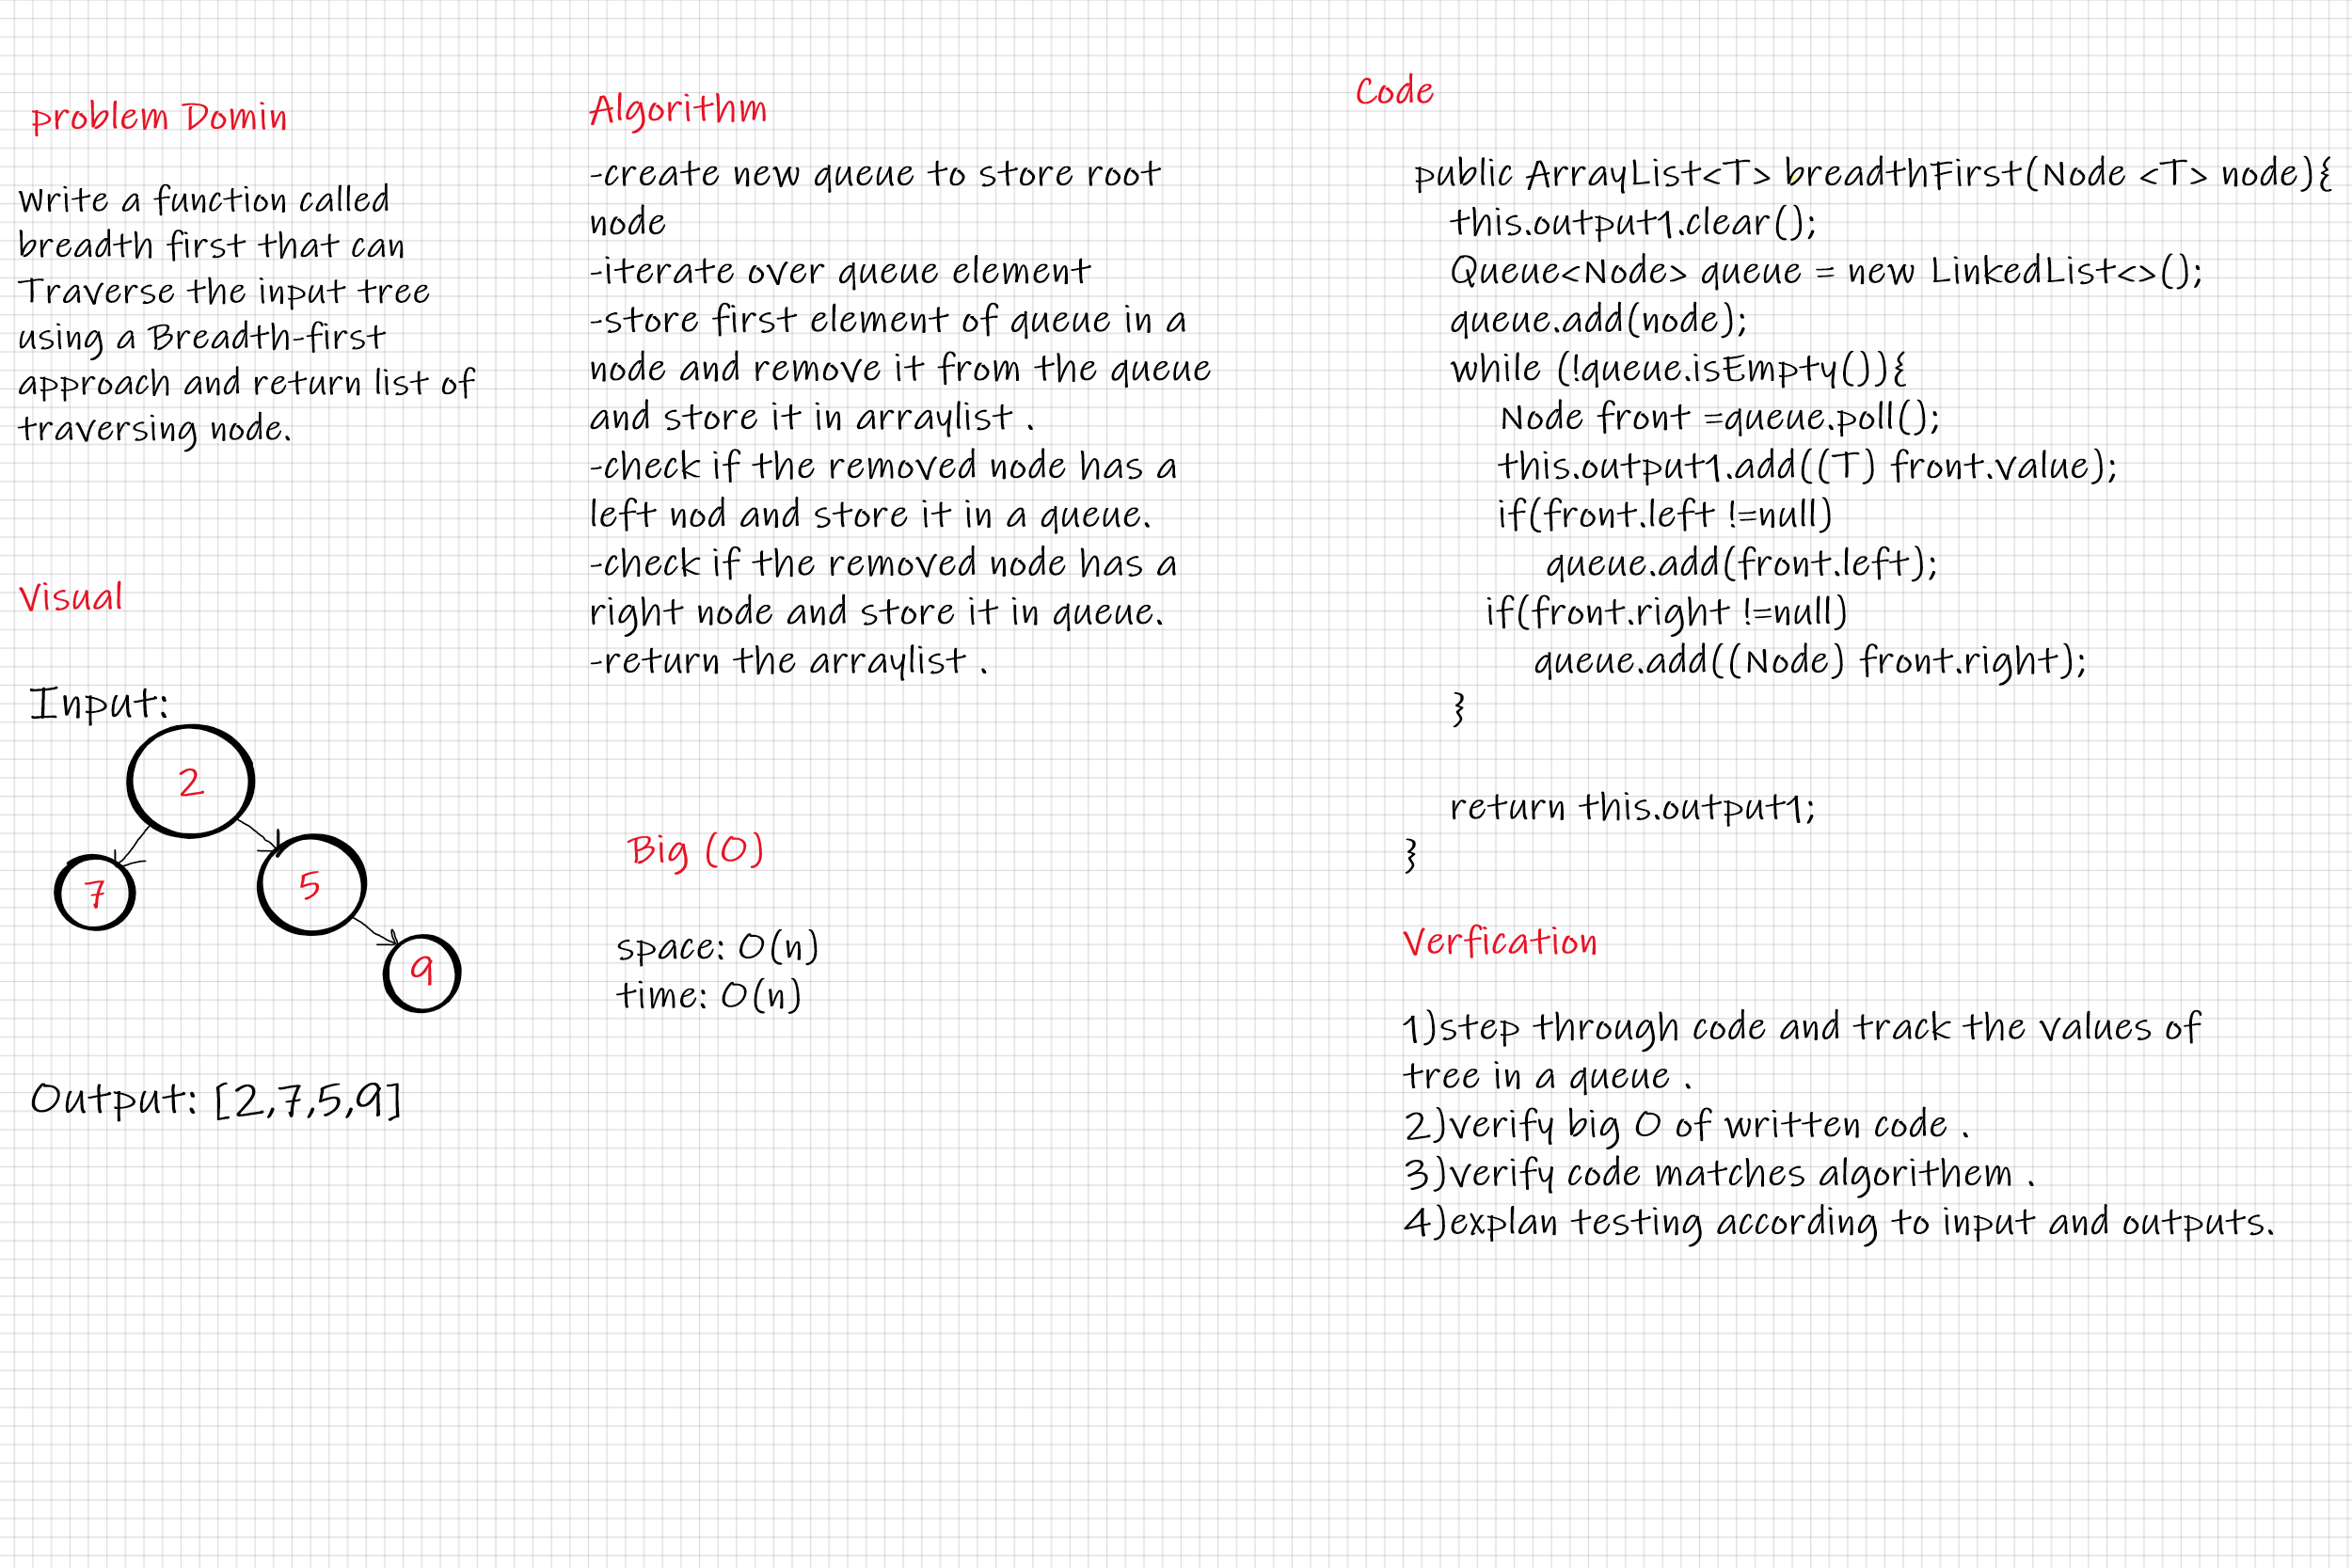 problem Domin
Write a function called
breadth first that can
Traverse the input tree
using a Breadth-first
approach and return list of
traversing node.
Visual
Input:
2
7
5
9
Output: [2,7,5,9]
Algorithm
-create new queue to store root
node
-iterate over queue element
-store first element of queue in a
node and remove it from the queue
and store it in arraylist .
-check if the removed node has a
left nod and store it in a queue.
-check if the removed node has a
right node and store it in queue.
-return the arraylist .
Big (O)
space: O(n)
time: O(n)
Code
public ArrayList<T> breadthFirst(Node <T> node){
this.output1.clear();
Queue<Node> queue = new LinkedList<>();
queue.add(node);
while (!queue.isEmpty()){
Node front =queue.poll();
this.output1.add((T) front.value);
if(front.left !=null)
queue.add(front.left);
if(front.right !=null)
queue.add((Node) front.right);
}
return this.output1;
}
Verfication
1)step through code and track the values of
tree in a queue .
2)verify big O of written code .
3)verify code matches algorithem .
4)explan testing according to input and outputs.